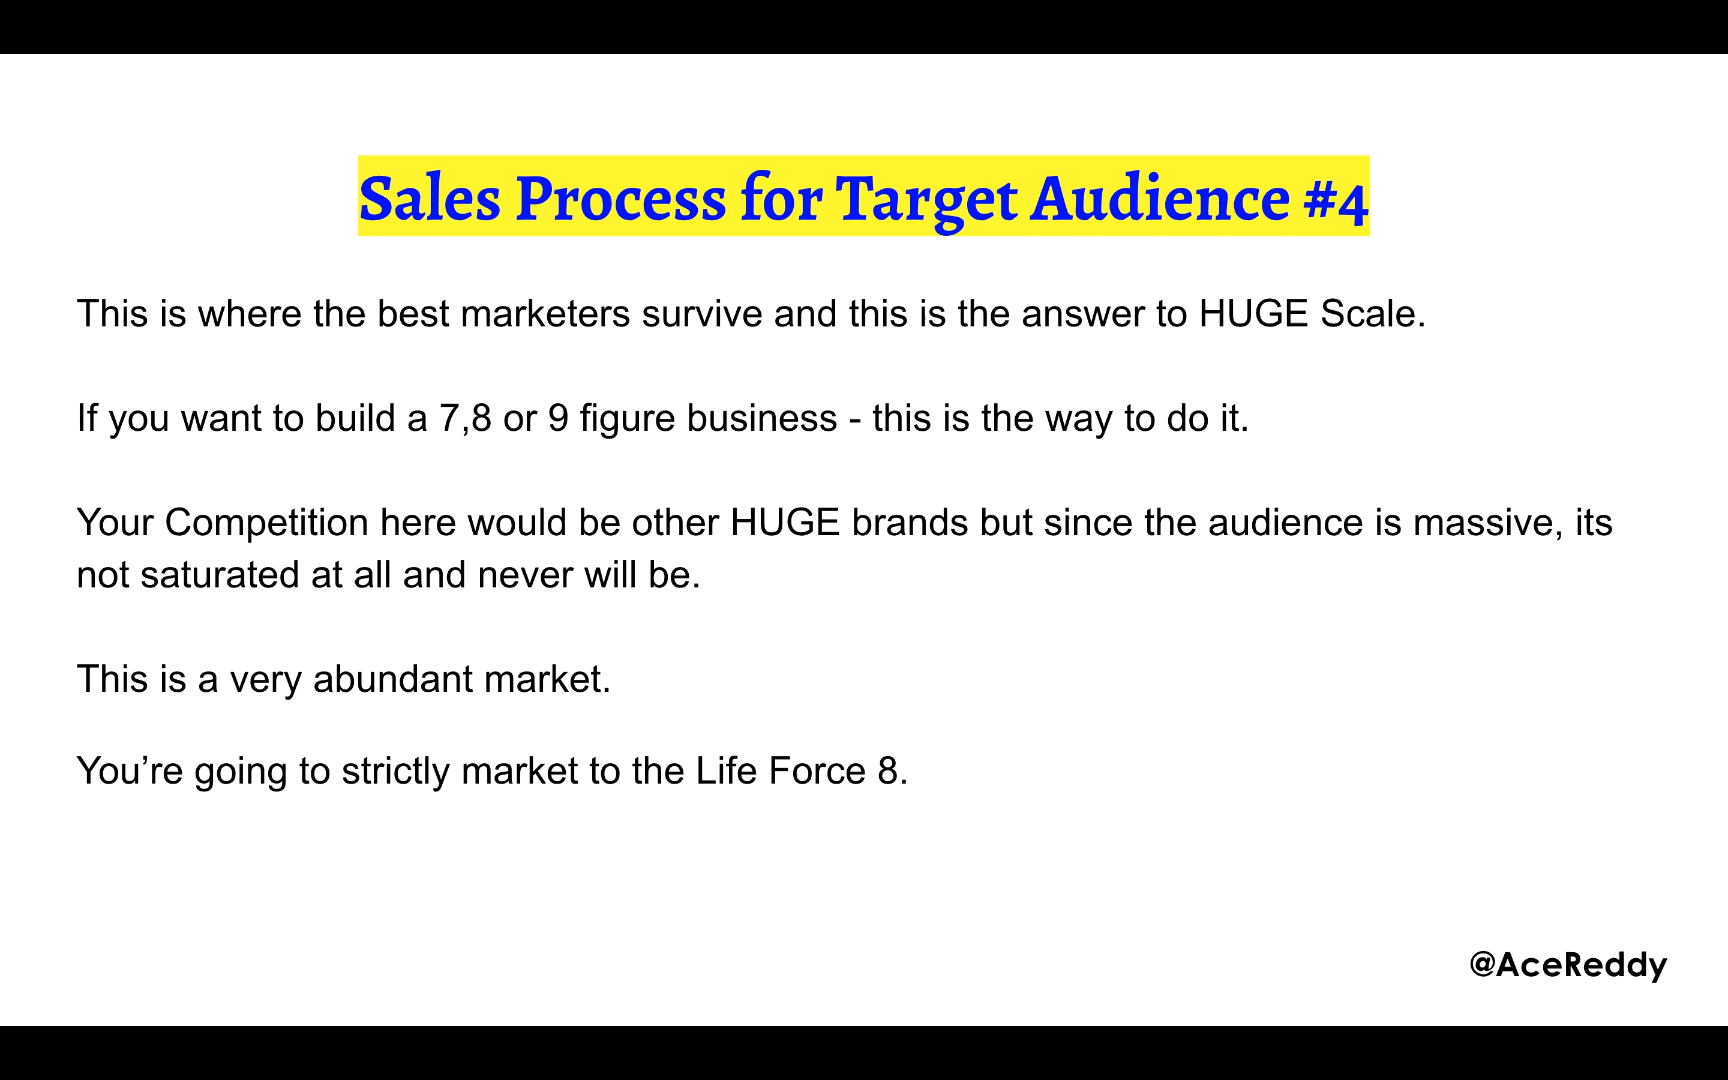 Sales Process for Target Audience #4
This is where the best marketers survive and this is the answer to HUGE Scale.
If you want to build a 7,8 or 9 figure business - this is the way to do it.
Your Competition here would be other HUGE brands but since the audience is massive, its
not saturated at all and never will be.
This is a very abundant market.
You’re going to strictly market to the Life Force 8.
@AceReddy